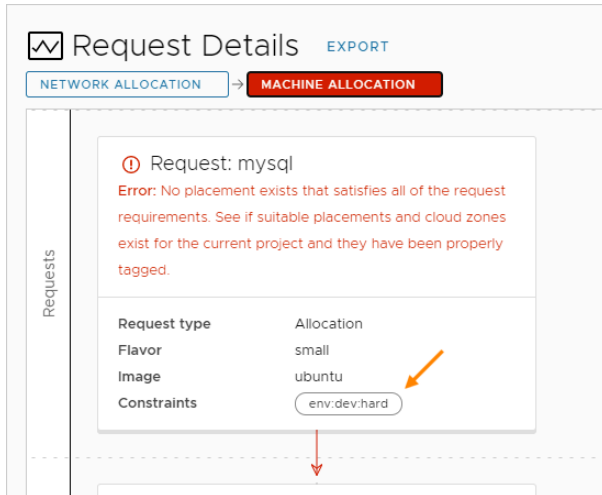 Request Details EXPORT
NETWORK ALLOCATION → MACHINE ALLOCATION
Requests
Request: mysql
Error: No placement exists that satisfies all of the request
requirements. See if suitable placements and cloud zones
exist for the current project and they have been properly
tagged.
Request type Allocation
Flavor small
Image ubuntu
Constraints env:dev:hard